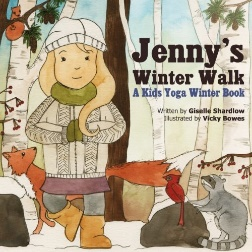 Jenny's
Winter Walk
A Kids Yoga Winter Book
Written by Giselle Shardlow
Illustrated by Vicky Bowes